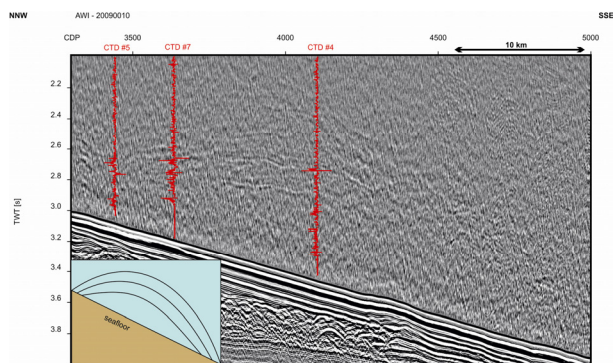 NNW AWI - 20090010 SSE
CTD #5 CTD #7 CTD #4
CDP 3500 4000 4500 5000
10 km
2.2
2.4
2.6
2.8
3.0
3.2
3.4
3.6
3.8
TWT [s]
seafloor